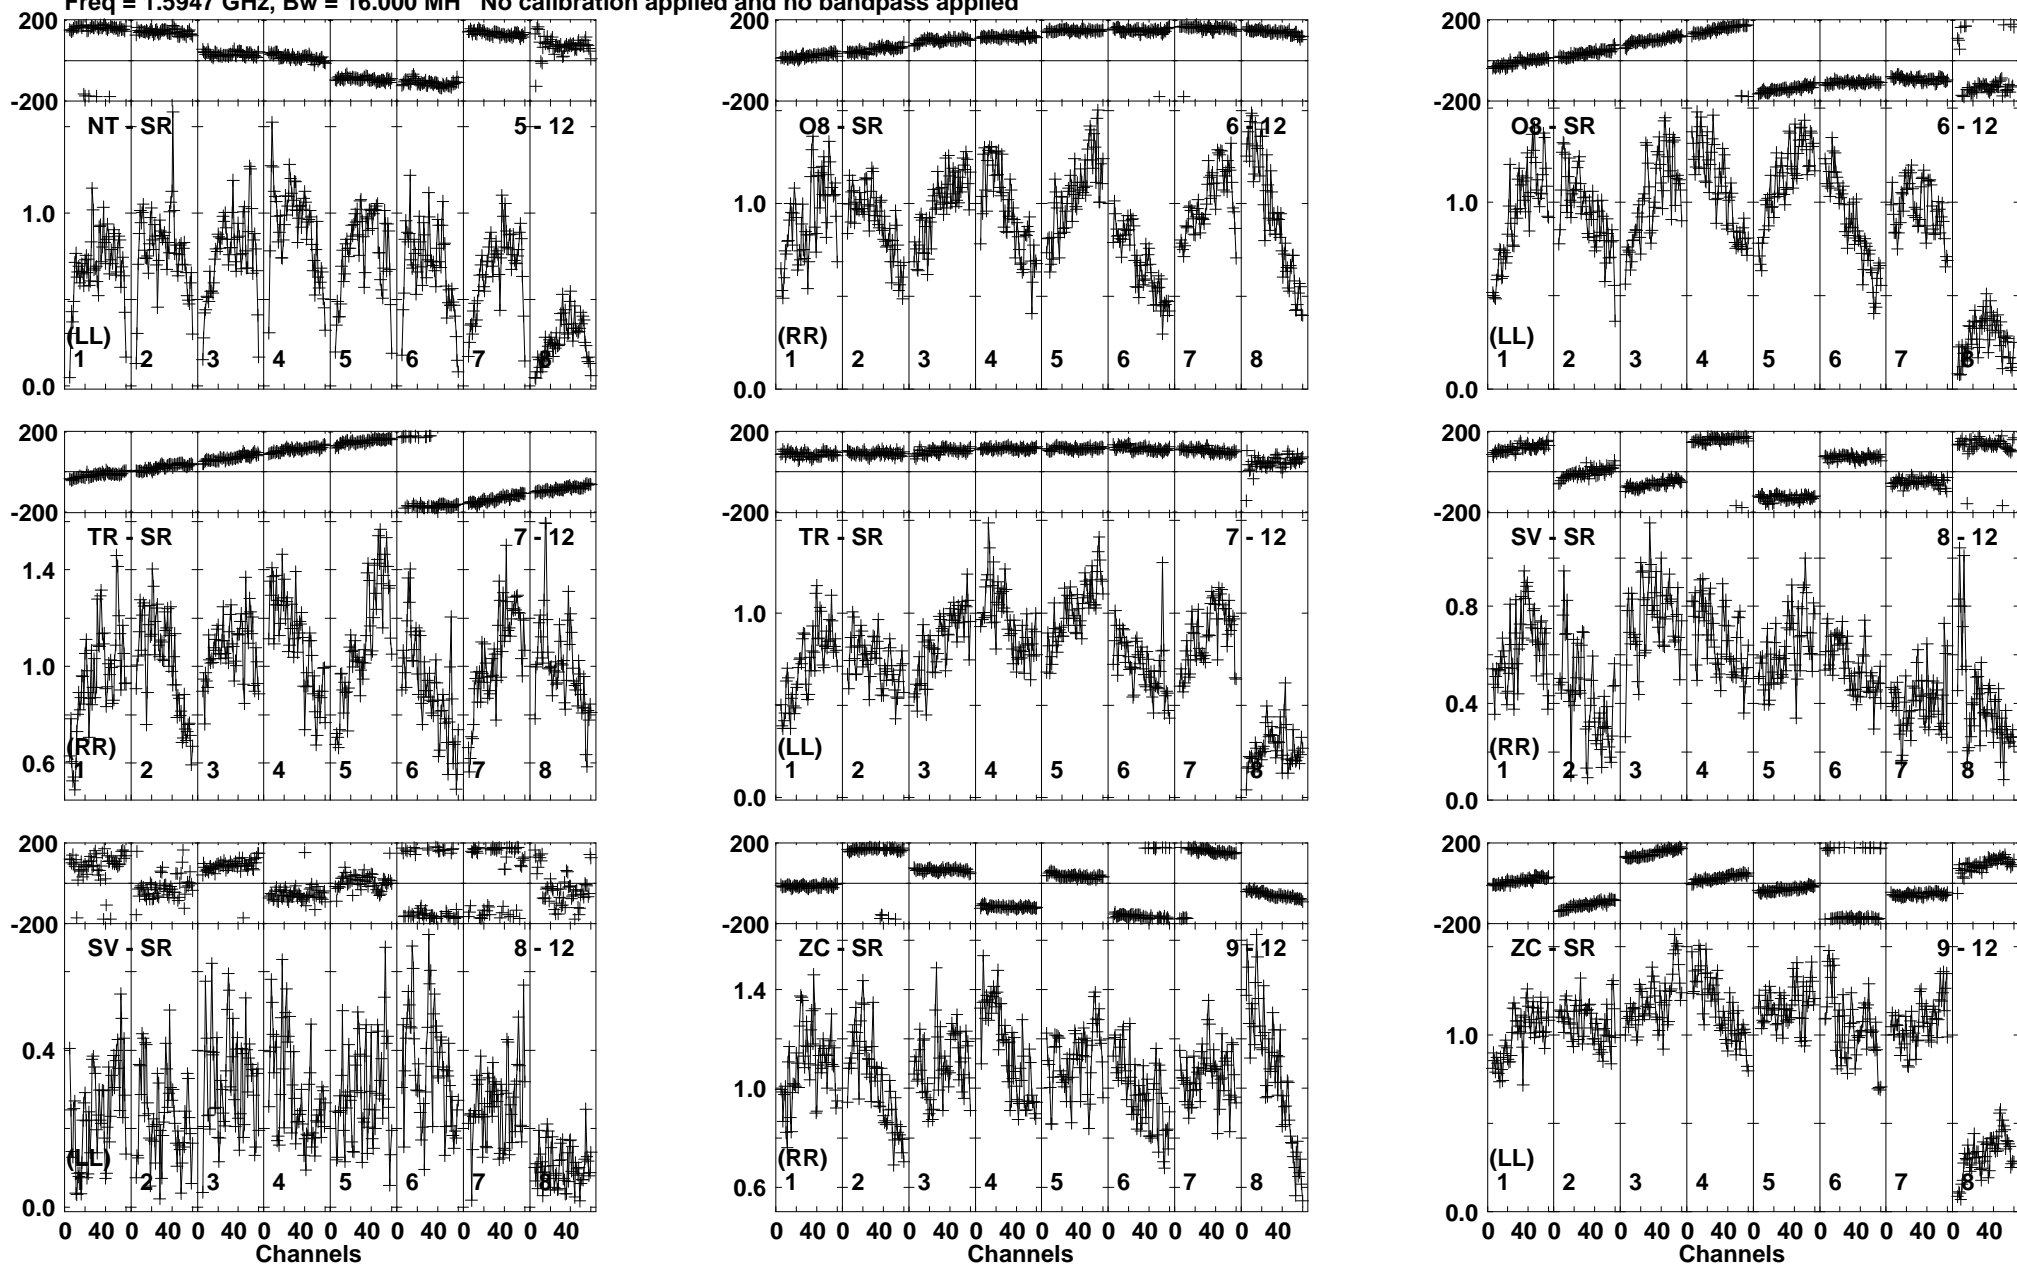 Freq = 1.5947 GHz, Bw = 16.000 MH No calibration applied and no bandpass applied
200 200 200
-200 -200 -200
NT - SR 5 - 12 O8 - SR 6 - 12 O8 - SR 6 - 12
1.0 1.0 1.0
(LL) (RR) (LL)
1 2 3 4 5 6 7 8 1 2 3 4 5 6 7 8 1 2 3 4 5 6 7 8
0.0 0.0 0.0
200 200 200
-200 -200 -200
TR - SR 7 - 12 TR - SR 7 - 12 SV - SR 8 - 12
1.4
1.0 1.0 0.8
0.4
(RR) (LL) (RR)
0.6 1 2 3 4 5 6 7 8 1 2 3 4 5 6 7 8 1 2 3 4 5 6 7 8
0.0 0.0
200 200 200
-200 -200 -200
SV - SR 8 - 12 ZC - SR 9 - 12 ZC - SR 9 - 12
1.4
0.4 1.0 1.0
(LL) (RR) (LL)
1 2 3 4 5 6 7 8 0.6 1 2 3 4 5 6 7 8 1 2 3 4 5 6 7 8
0.0 0.0
0 40 0 40 0 40 0 40 0 40 0 40 0 40 0 40 0 40 0 40 0 40 0 40 0 40 0 40 0 40 0 40 0 40 0 40 0 40 0 40 0 40 0 40 0 40 0 40
Channels Channels Channels